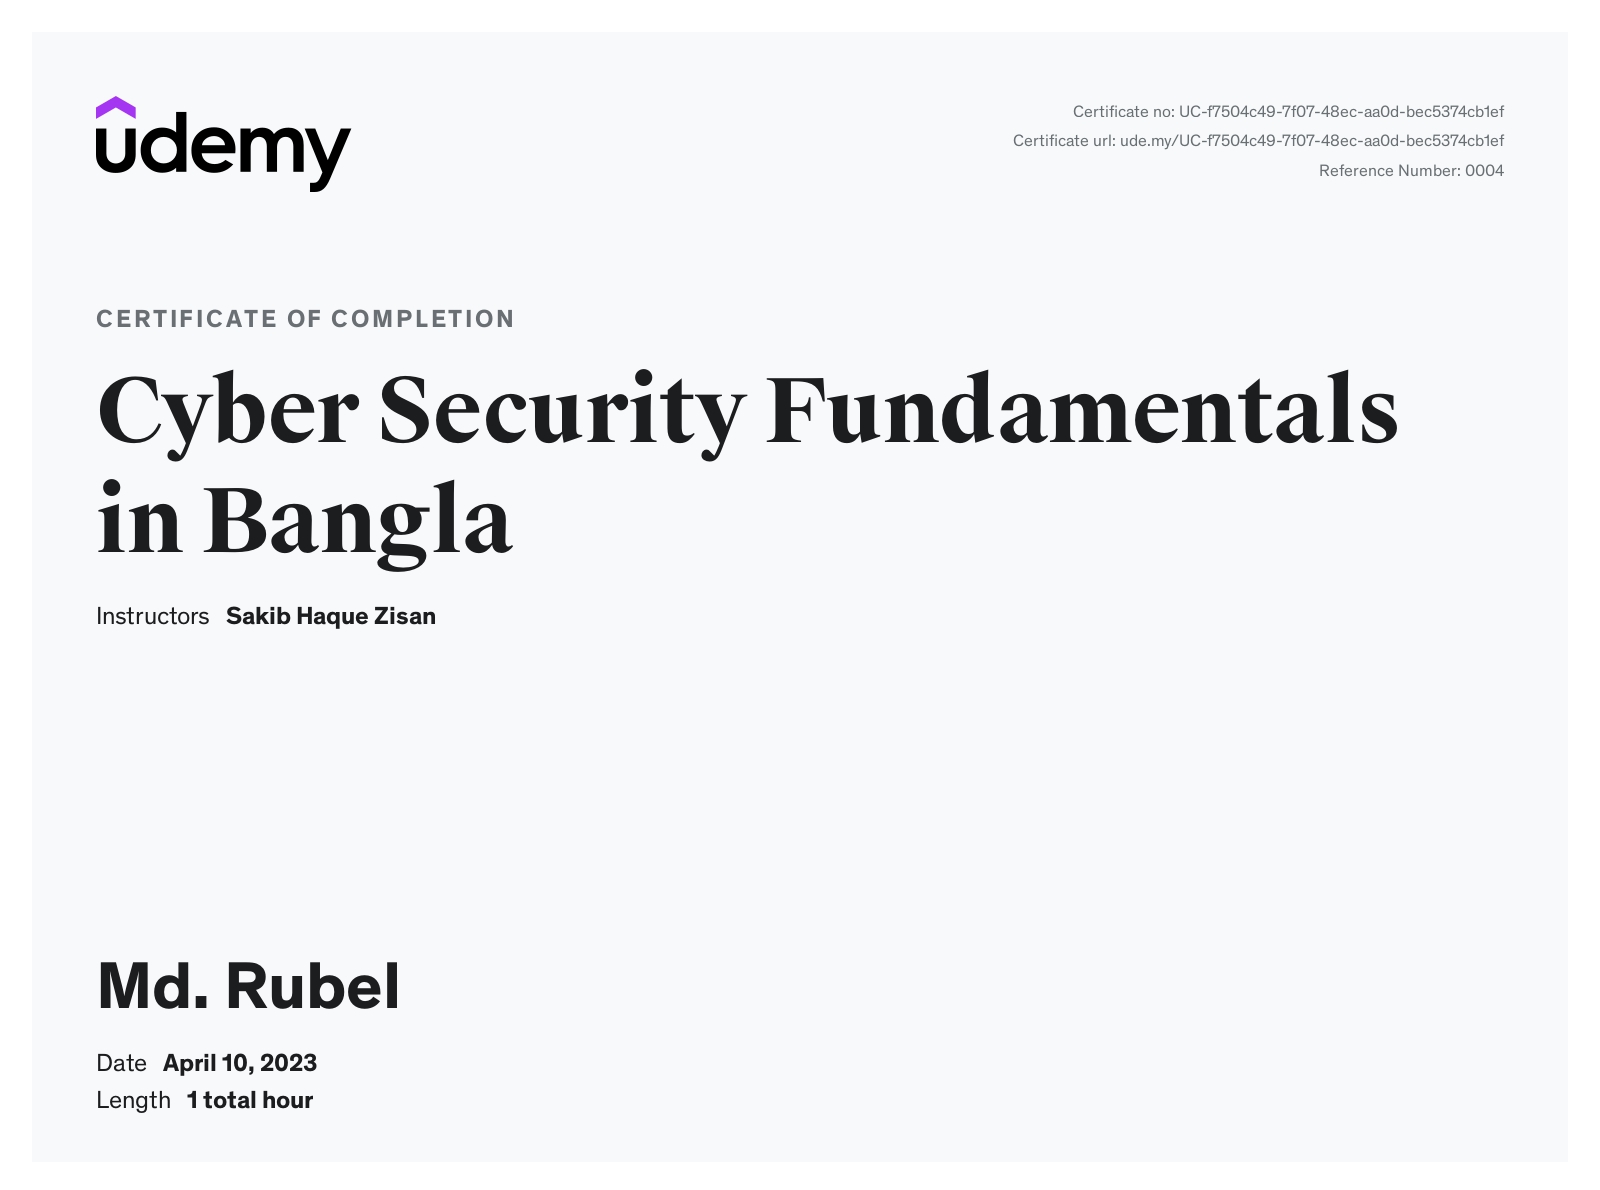 udemy
Certificate no: UC-f7504c49-7f07-48ec-aa0d-bec5374cb1ef
Certificate url: ude.my/UC-f7504c49-7f07-48ec-aa0d-bec5374cb1ef
Reference Number: 0004
CERTIFICATE OF COMPLETION
Cyber Security Fundamentals
in Bangla
Instructors Sakib Haque Zisan
Md. Rubel
Date April 10, 2023
Length 1 total hour